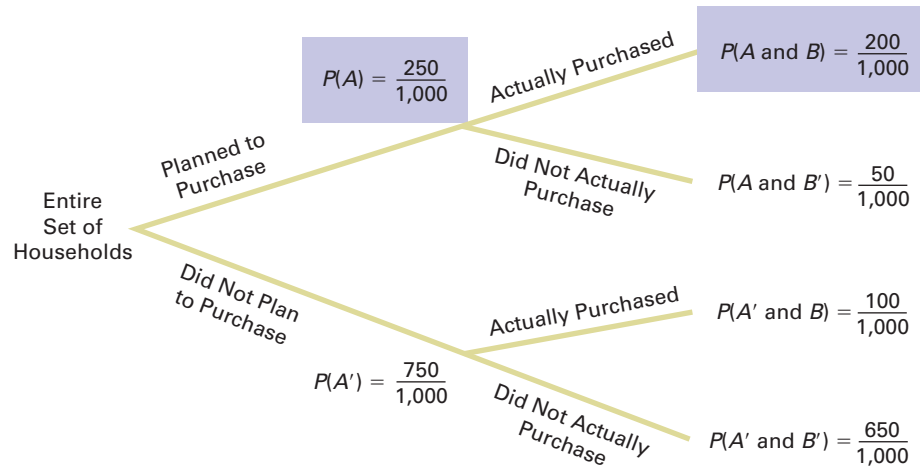 Entire
Set of
Households
Planned to
Purchase
P(A) = 250/1,000
Actually Purchased
P(A and B) = 200/1,000
Did Not Actually
Purchase
P(A and B′) = 50/1,000
Did Not Plan
to Purchase
P(A′) = 750/1,000
Actually Purchased
P(A′ and B) = 100/1,000
Did Not Actually
Purchase
P(A′ and B′) = 650/1,000